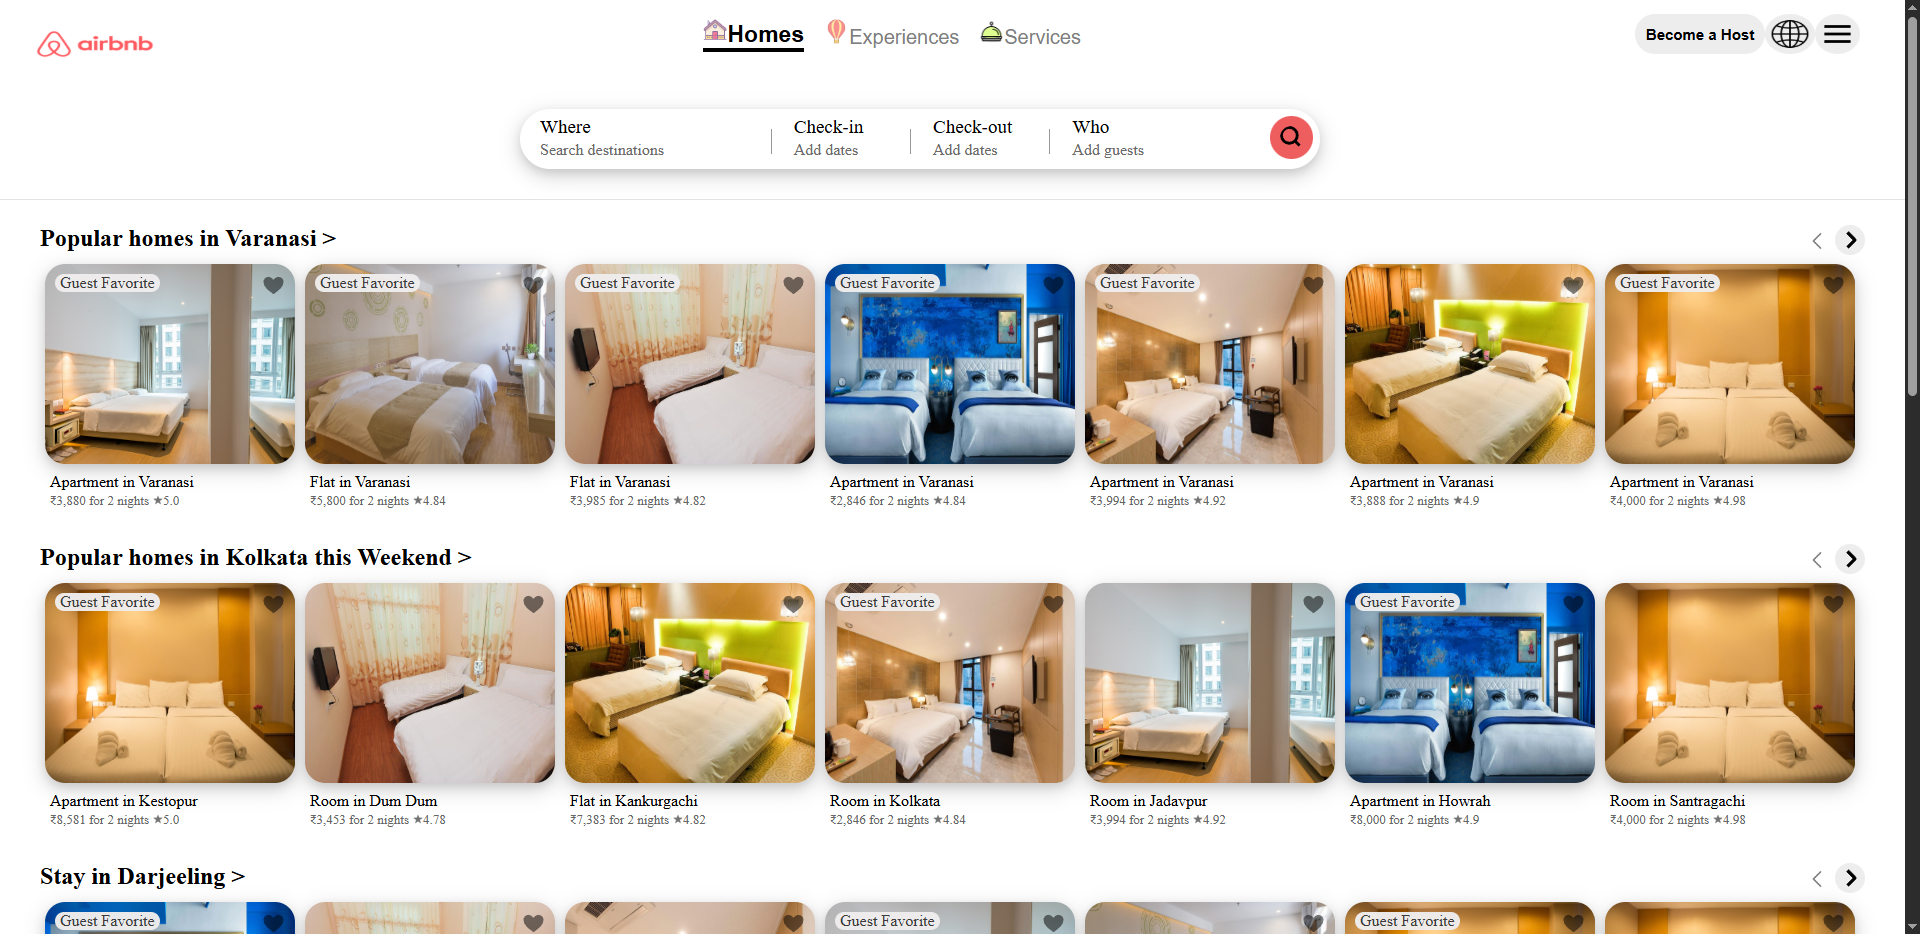 airbnb
Homes
Experiences
Services
Become a Host
Where
Search destinations
Check-in
Add dates
Check-out
Add dates
Who
Add guests
Popular homes in Varanasi >
Guest Favorite
Guest Favorite
Guest Favorite
Guest Favorite
Guest Favorite
Guest Favorite
Apartment in Varanasi
₹3,880 for 2 nights ★5.0
Flat in Varanasi
₹5,800 for 2 nights ★4.84
Flat in Varanasi
₹3,985 for 2 nights ★4.82
Apartment in Varanasi
₹2,846 for 2 nights ★4.84
Apartment in Varanasi
₹3,994 for 2 nights ★4.92
Apartment in Varanasi
₹3,888 for 2 nights ★4.9
Apartment in Varanasi
₹4,000 for 2 nights ★4.98
Popular homes in Kolkata this Weekend >
Guest Favorite
Guest Favorite
Guest Favorite
Apartment in Kestopur
₹8,581 for 2 nights ★5.0
Room in Dum Dum
₹3,453 for 2 nights ★4.78
Flat in Kankurgachi
₹7,383 for 2 nights ★4.82
Room in Kolkata
₹2,846 for 2 nights ★4.84
Room in Jadavpur
₹3,994 for 2 nights ★4.92
Apartment in Howrah
₹8,000 for 2 nights ★4.9
Room in Santragachi
₹4,000 for 2 nights ★4.98
Stay in Darjeeling >
Guest Favorite
Guest Favorite
Guest Favorite